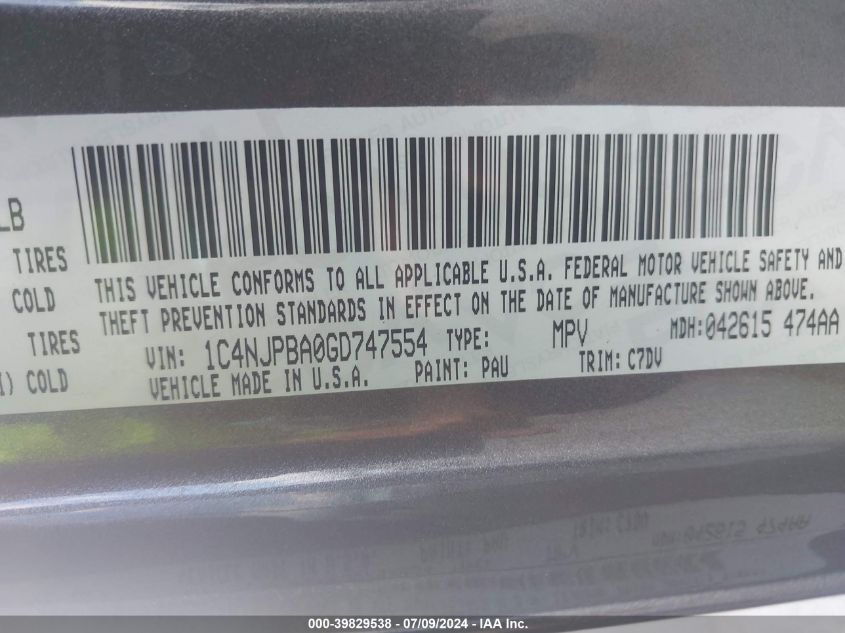 LB
TIRES
COLD
TIRES
I) COLD
THIS VEHICLE CONFORMS TO ALL APPLICABLE U.S.A. FEDERAL MOTOR VEHICLE SAFETY AND
THEFT PREVENTION STANDARDS IN EFFECT ON THE DATE OF MANUFACTURE SHOWN ABOVE.
VIN: 1C4NJPBA0GD747554 TYPE: MPV MDH:042615 474AA
VEHICLE MADE IN U.S.A. PAINT: PAU TRIM: C7DV
000-39829538 - 07/09/2024 - IAA Inc.